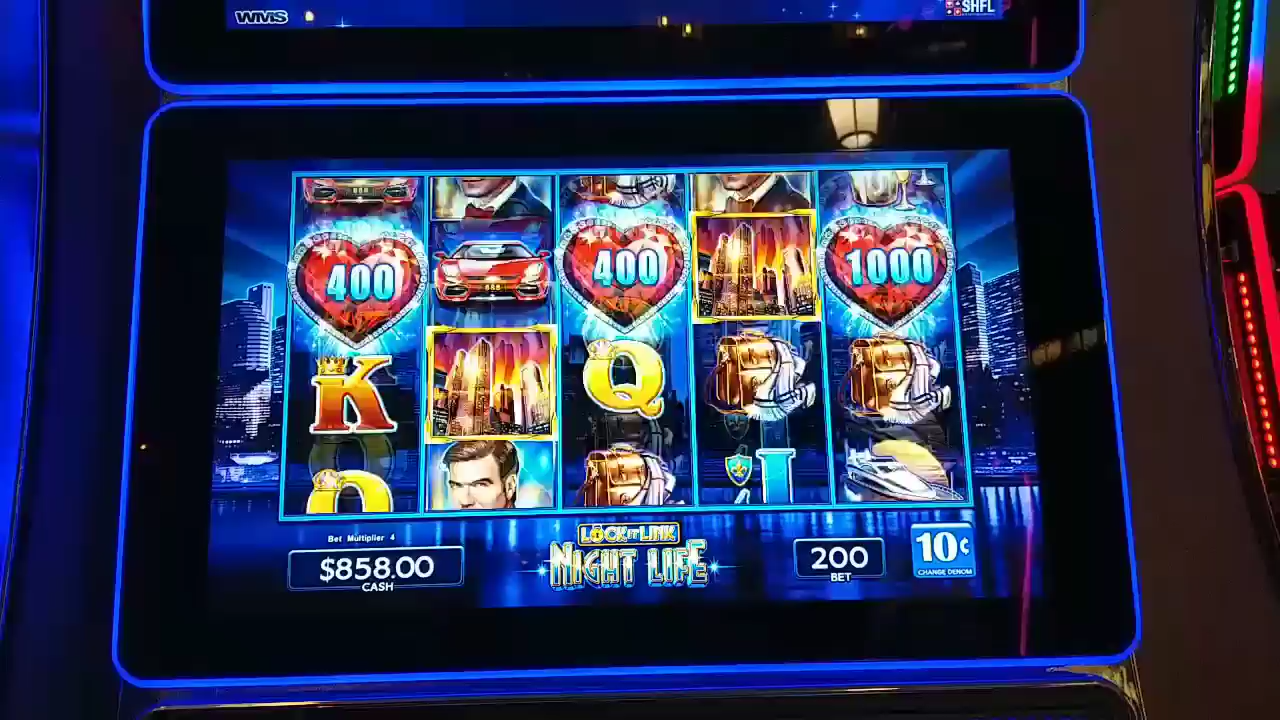 WMS
SHFL
400
400
1000
888
K
Q
Q
J
Bet Multiplier 4
$858.00
CASH
LOCK IT LINK
NIGHT LIFE
200
BET
10¢
CHANGE DENOM